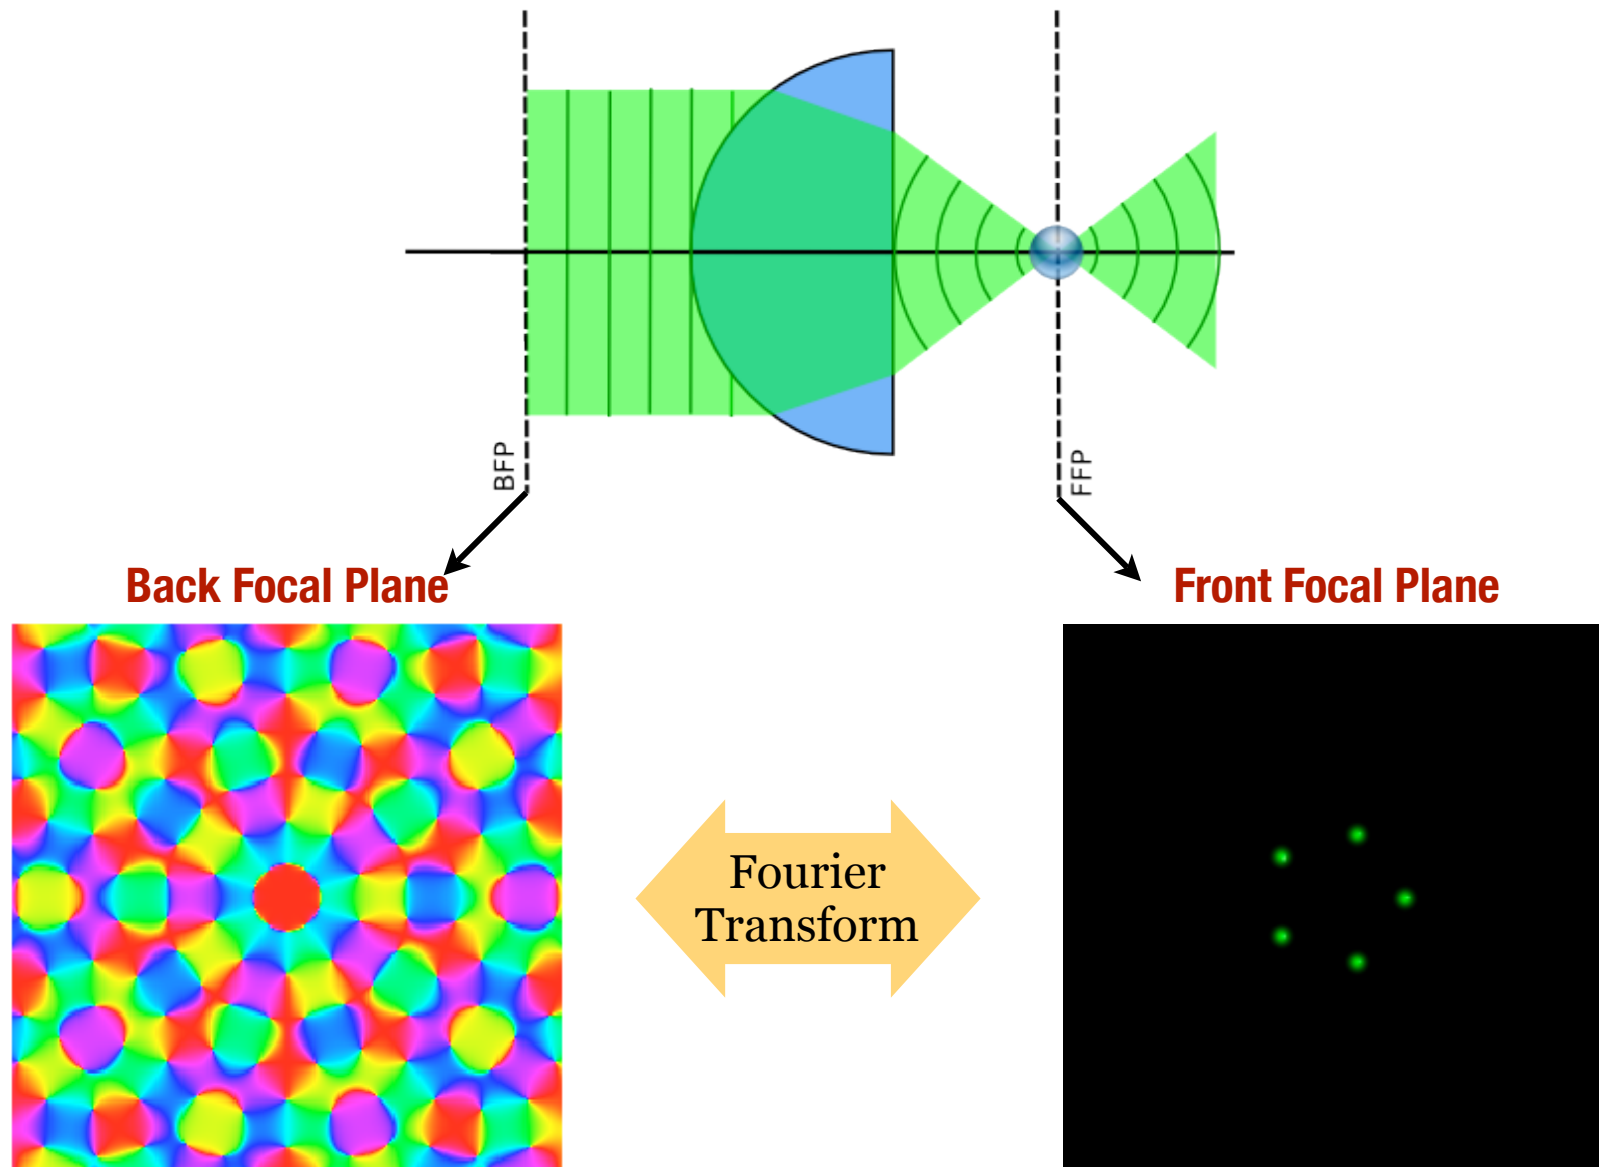 BFP
FFP
Back Focal Plane
Front Focal Plane
Fourier
Transform